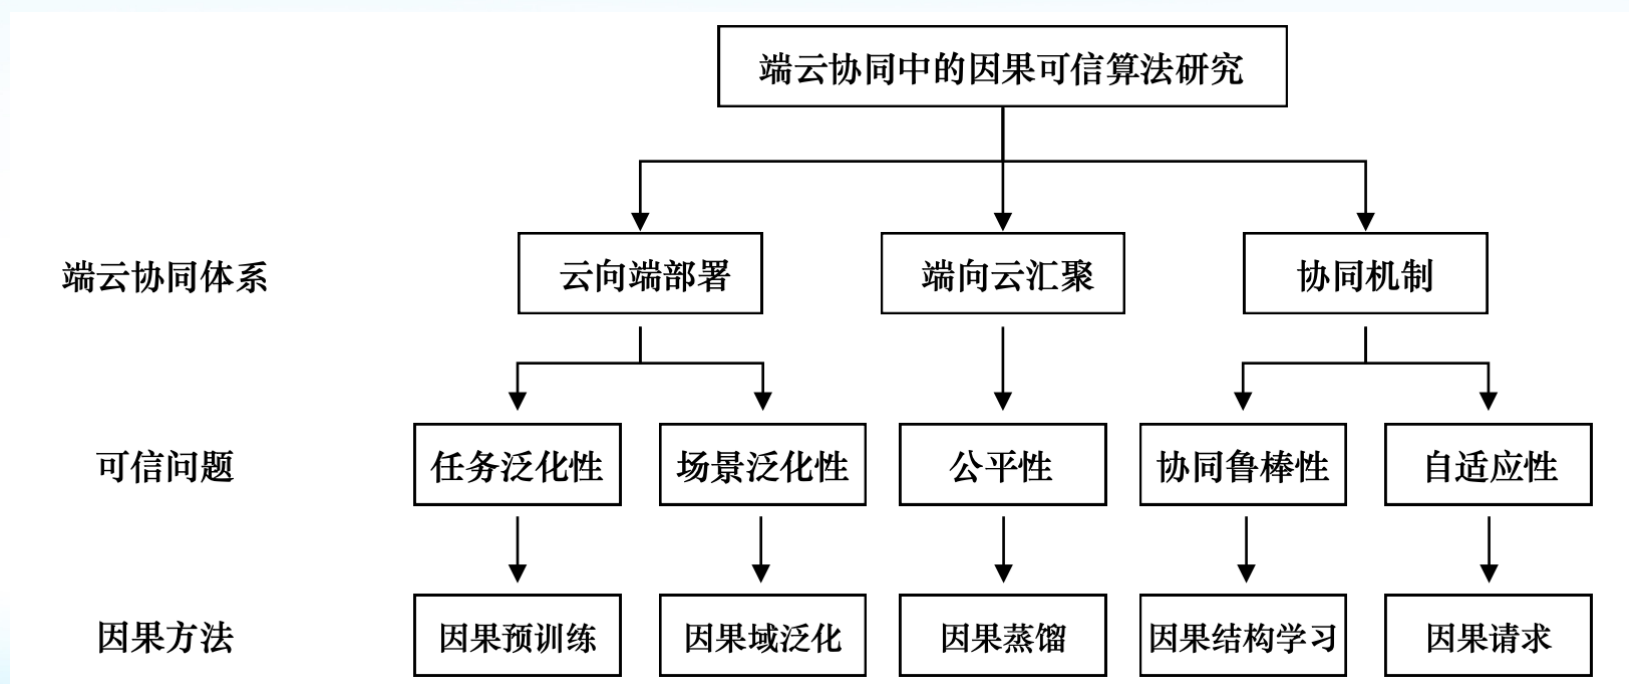 端云协同中的因果可信算法研究
端云协同体系
云向端部署
端向云汇聚
协同机制
可信问题
任务泛化性
场景泛化性
公平性
协同鲁棒性
自适应性
因果方法
因果预训练
因果域泛化
因果蒸馏
因果结构学习
因果请求